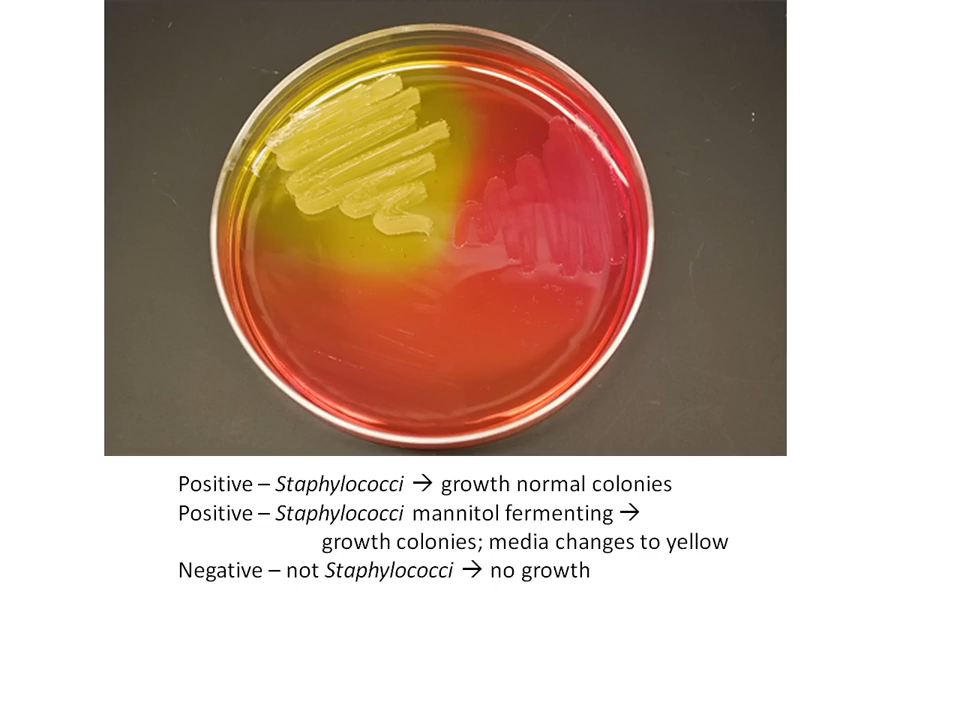 Positive – Staphylococci → growth normal colonies
Positive – Staphylococci mannitol fermenting →
growth colonies; media changes to yellow
Negative – not Staphylococci → no growth